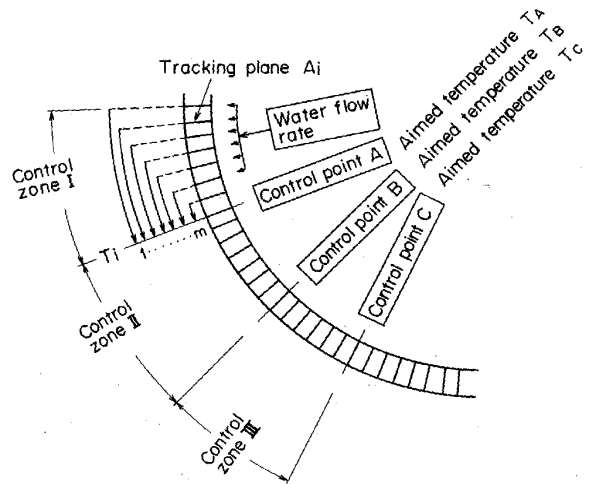 Tracking plane Ai
Water flow
rate
Aimed temperature TA
Aimed temperature TB
Aimed temperature TC
Control
zone I
Control point A
Control point B
Control point C
Ti
1.......m
Control
zone II
Control
zone III